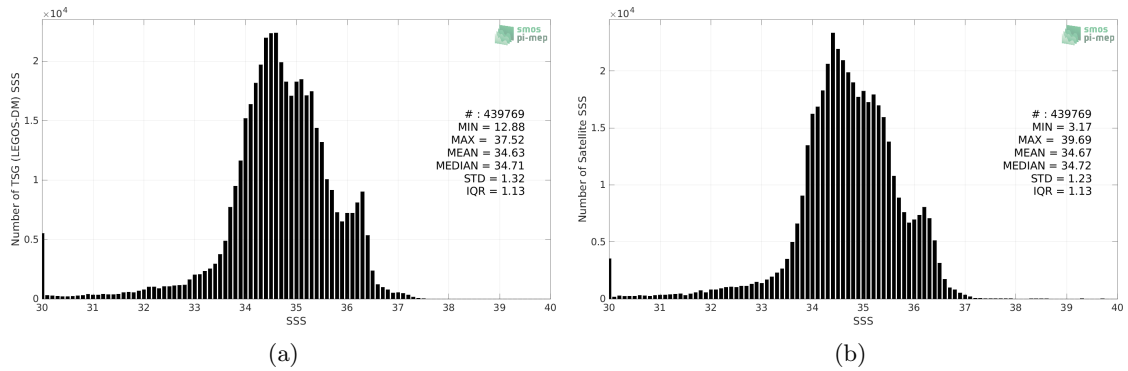 ×10⁴
smos
pi-mep
Number of TSG (LEGOS-DM) SSS
2
1.5
1
0.5
0
# : 439769
MIN = 12.88
MAX = 37.52
MEAN = 34.63
MEDIAN = 34.71
STD = 1.32
IQR = 1.13
30 31 32 33 34 35 36 37 38 39 40
SSS
(a)
×10⁴
smos
pi-mep
Number of Satellite SSS
2
1.5
1
0.5
0
# : 439769
MIN = 3.17
MAX = 39.69
MEAN = 34.67
MEDIAN = 34.72
STD = 1.23
IQR = 1.13
30 31 32 33 34 35 36 37 38 39 40
SSS
(b)